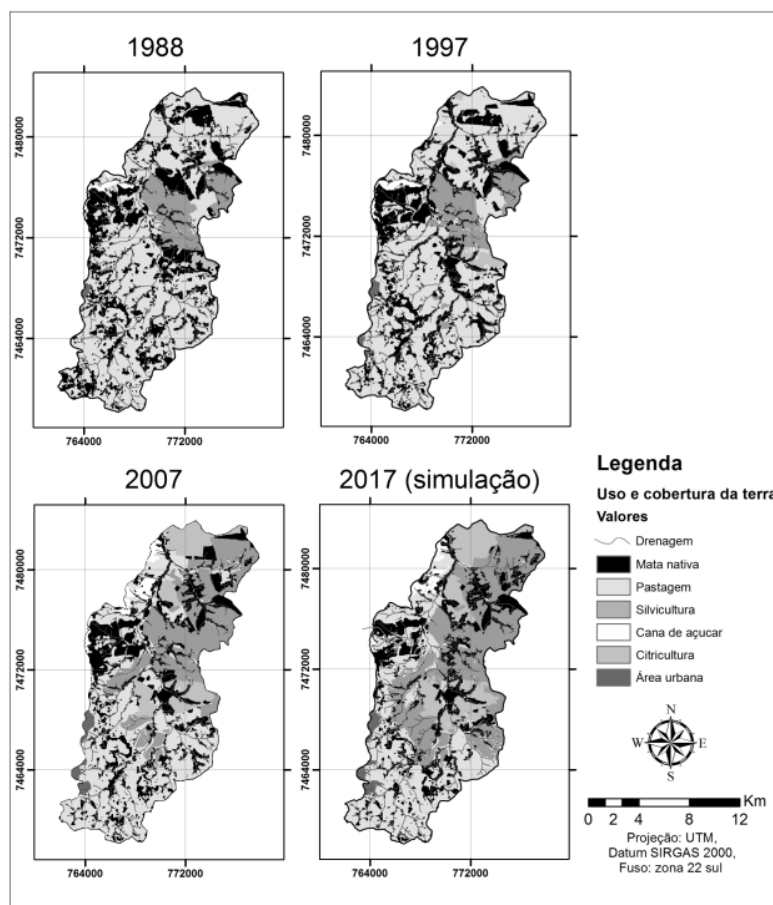 1988
1997
7480000
7472000
7464000
764000
772000
7480000
7472000
7464000
764000
772000
2007
2017 (simulação)
7480000
7472000
7464000
764000
772000
7480000
7472000
7464000
764000
772000
Legenda
Uso e cobertura da terra
Valores
Drenagem
Mata nativa
Pastagem
Silvicultura
Cana de açucar
Citricultura
Área urbana
N
W
E
S
0 2 4 8 12 Km
Projeção: UTM,
Datum SIRGAS 2000,
Fuso: zona 22 sul